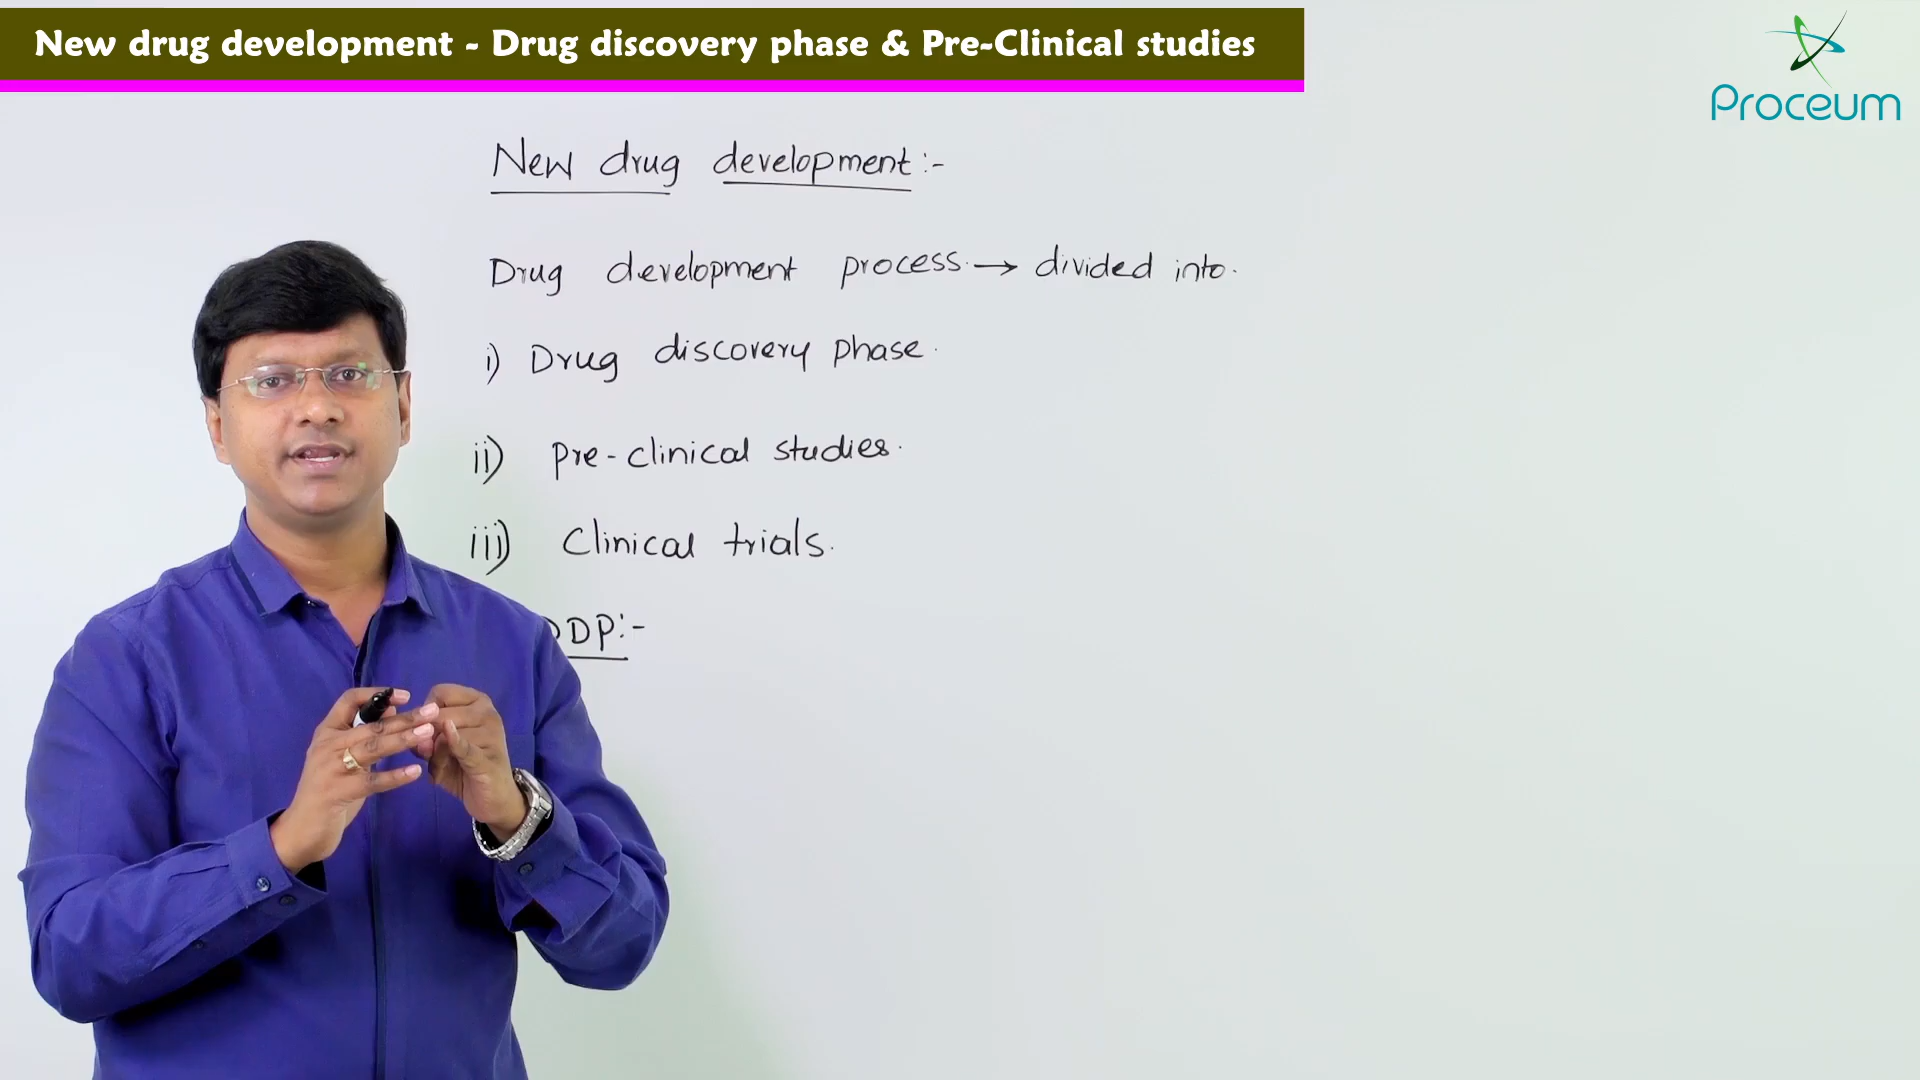 New drug development - Drug discovery phase & Pre-Clinical studies
Proceum
New drug development:-
Drug development process. → divided into.
i) Drug discovery phase.
ii) Pre-clinical studies.
iii) Clinical trials.
DDP:-